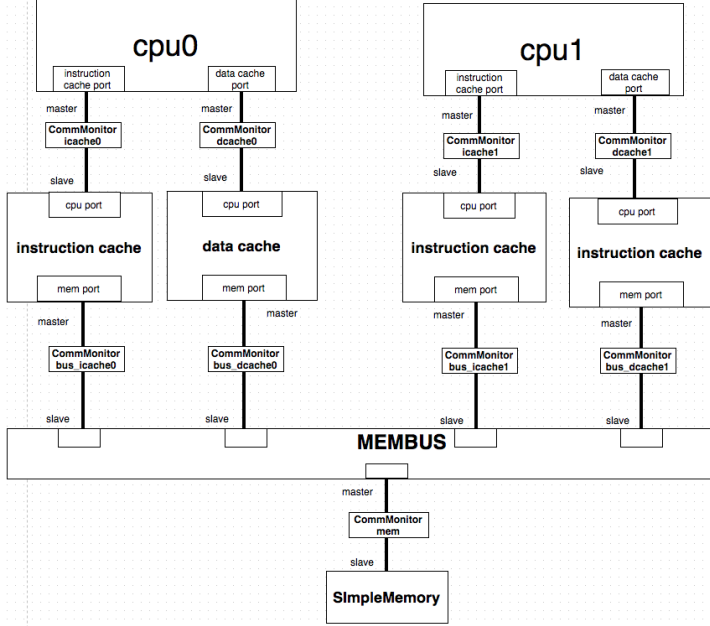 cpu0
cpu1
instruction
cache port
data cache
port
instruction
cache port
data cache
port
master
master
master
master
CommMonitor
icache0
CommMonitor
dcache0
CommMonitor
icache1
CommMonitor
dcache1
slave
slave
slave
slave
cpu port
cpu port
cpu port
cpu port
instruction cache
data cache
instruction cache
instruction cache
mem port
mem port
mem port
mem port
master
master
master
master
CommMonitor
bus_icache0
CommMonitor
bus_dcache0
CommMonitor
bus_icache1
CommMonitor
bus_dcache1
slave
slave
slave
slave
MEMBUS
master
CommMonitor
mem
slave
SImpleMemory